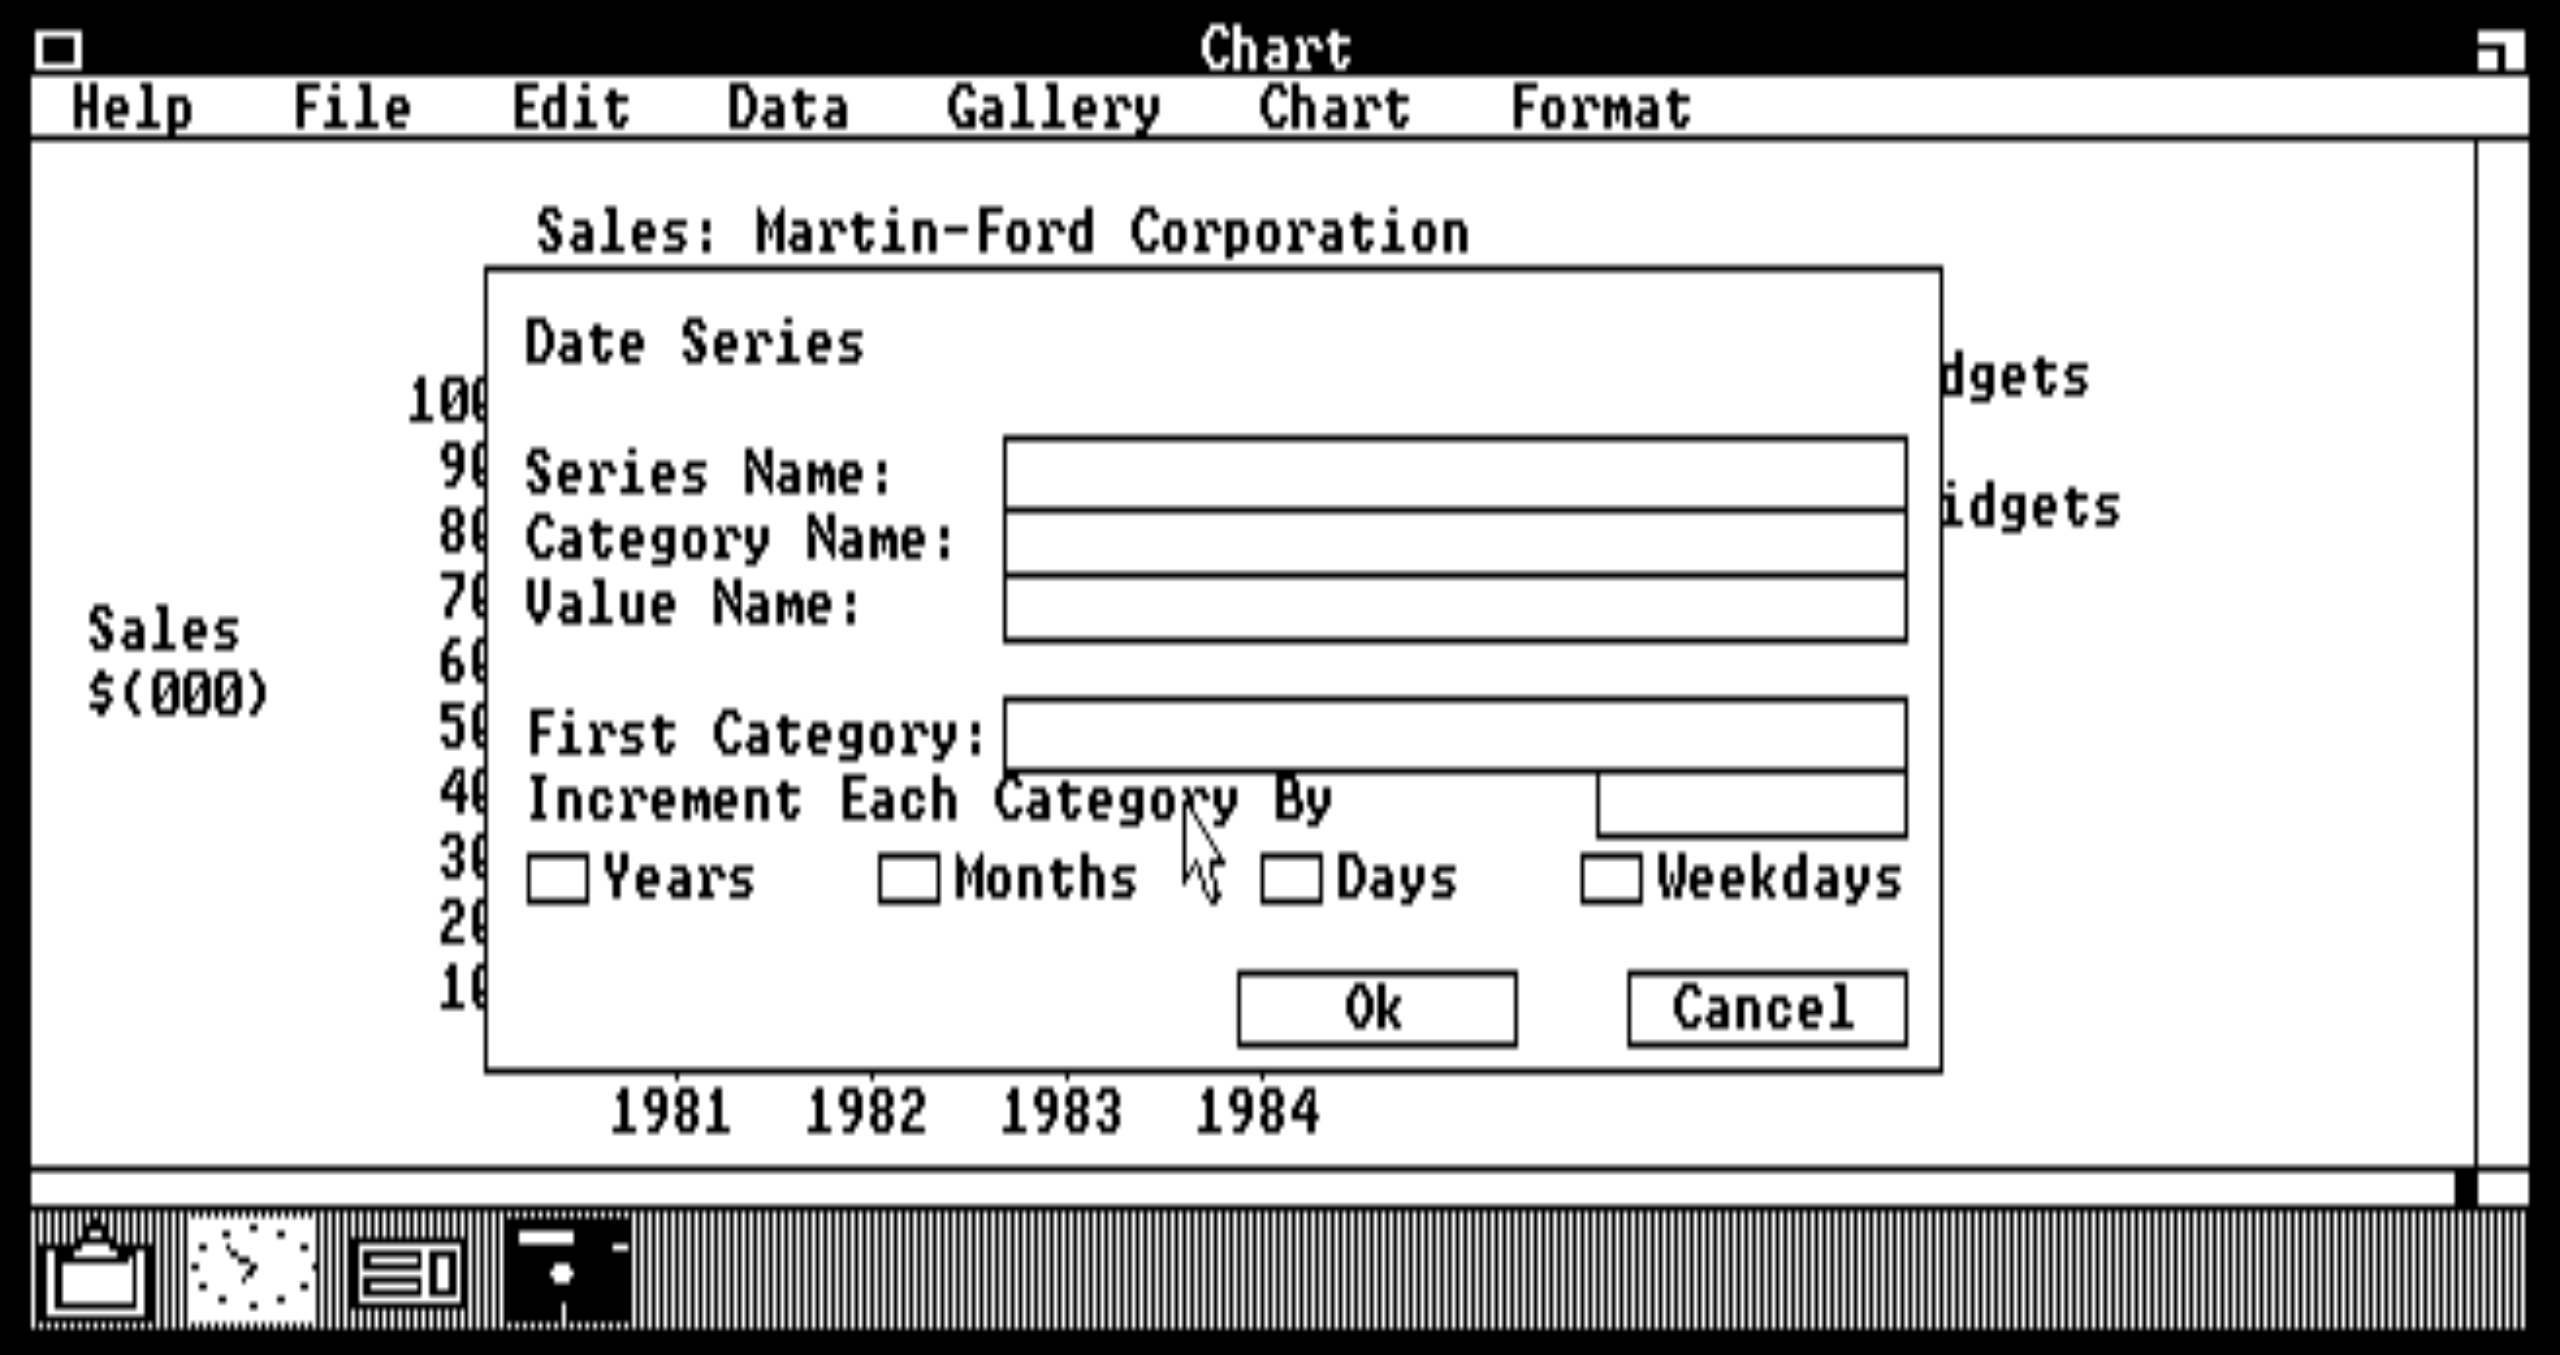 Chart
Help File Edit Data Gallery Chart Format
Sales: Martin-Ford Corporation
Date Series
dgets
100
Series Name:
90
idgets
Category Name:
80
Value Name:
70
Sales
60
$(000)
First Category:
50
Increment Each Category By
40
Years Months Days Weekdays
30
20
Ok Cancel
10
1981 1982 1983 1984